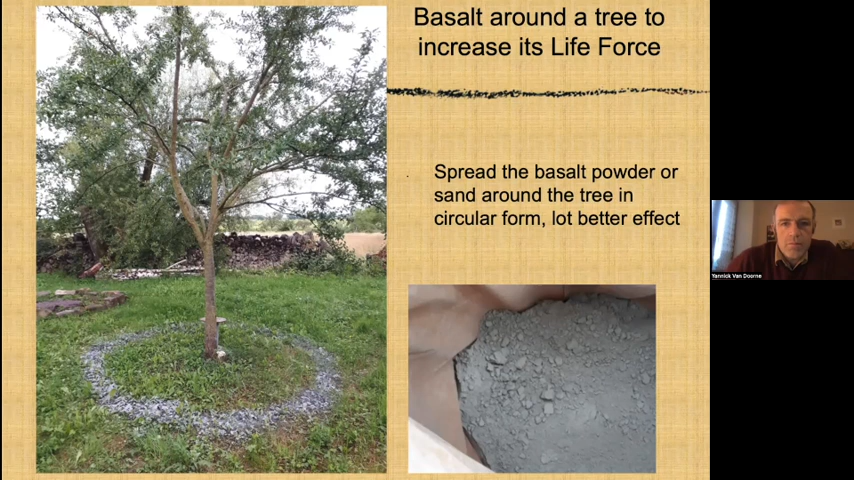 Basalt around a tree to
increase its Life Force
Spread the basalt powder or
sand around the tree in
circular form, lot better effect
Yannick Van Doorne